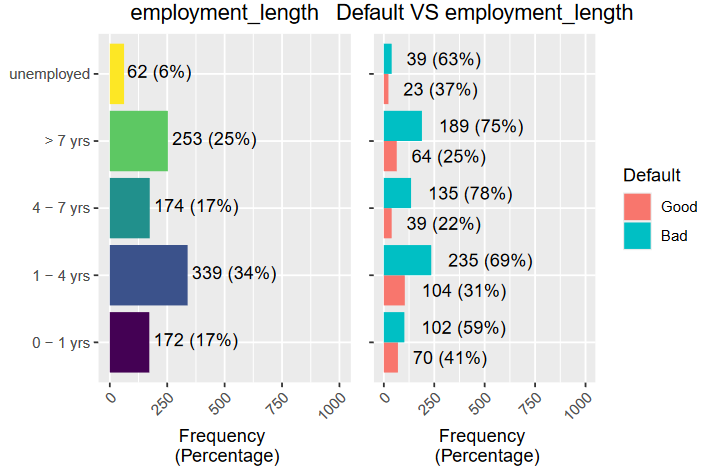 employment_length
Default VS employment_length
unemployed
> 7 yrs
4 − 7 yrs
1 − 4 yrs
0 − 1 yrs
62 (6%)
253 (25%)
174 (17%)
339 (34%)
172 (17%)
0
250
500
750
1000
Frequency
(Percentage)
39 (63%)
23 (37%)
189 (75%)
64 (25%)
135 (78%)
39 (22%)
235 (69%)
104 (31%)
102 (59%)
70 (41%)
0
250
500
750
1000
Frequency
(Percentage)
Default
Good
Bad